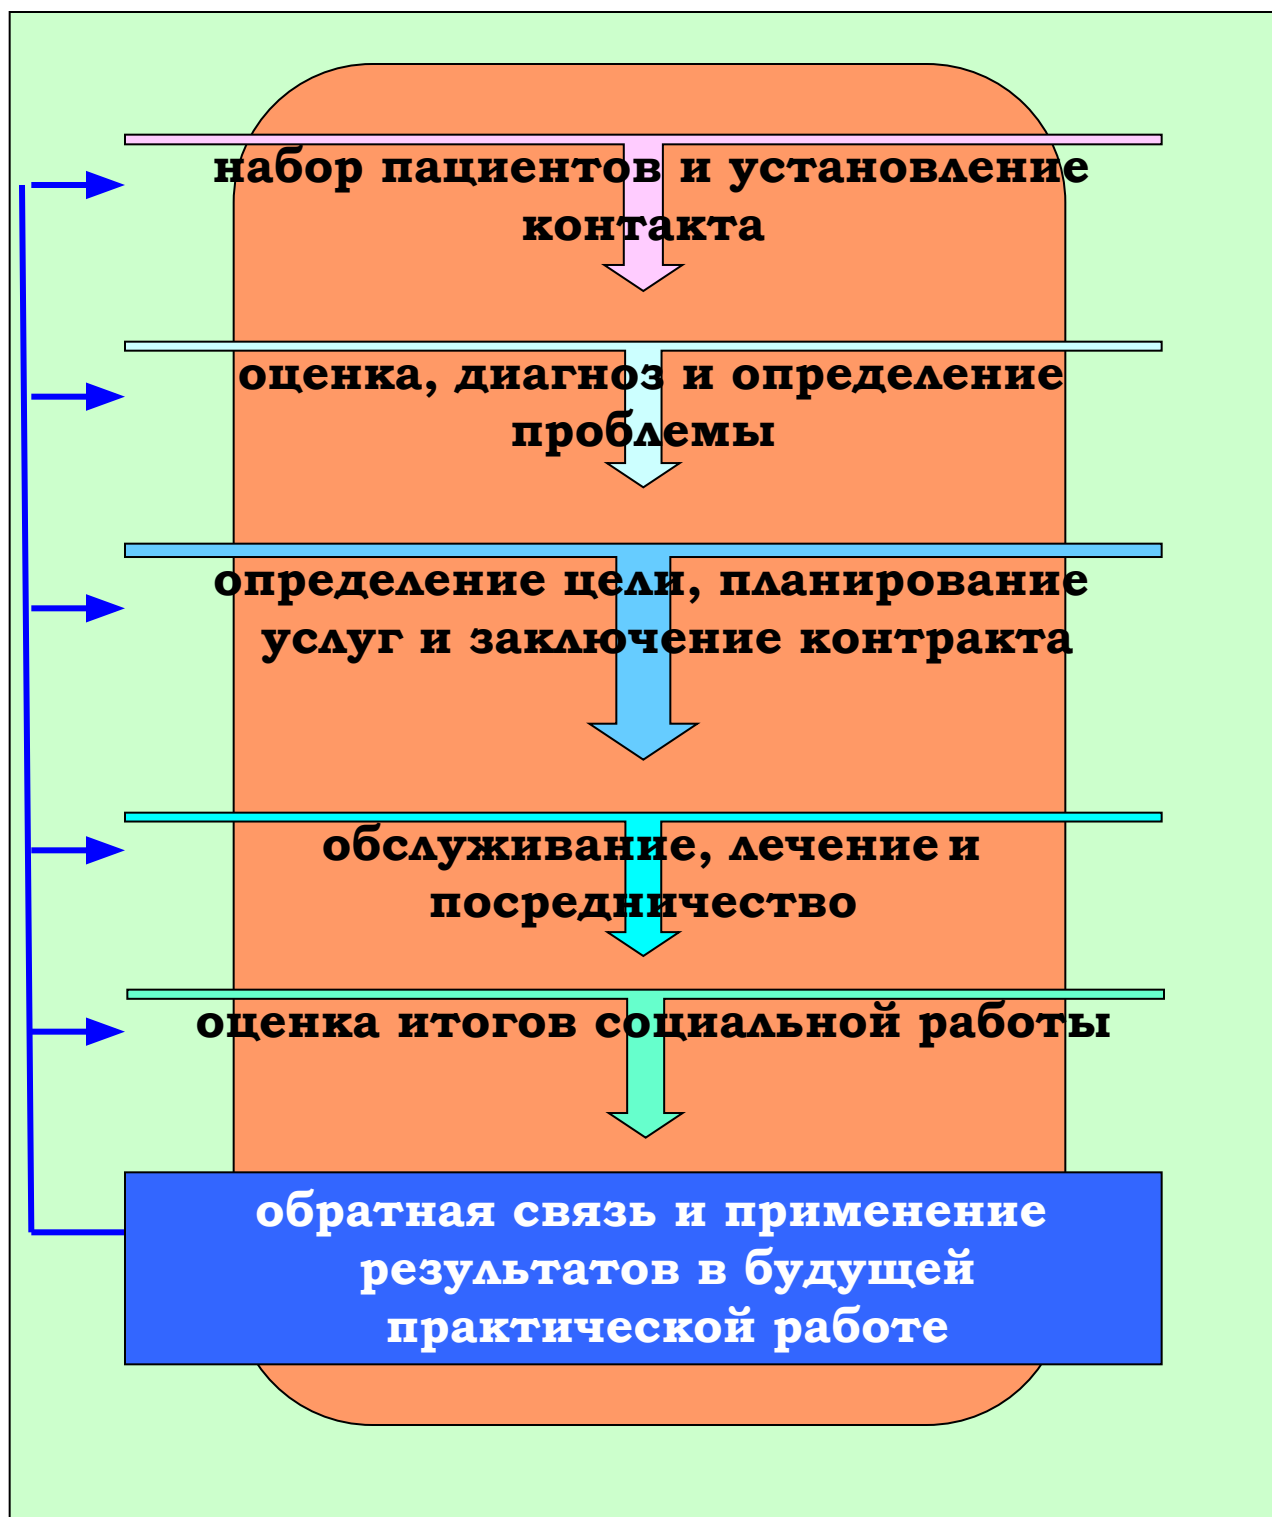 набор пациентов и установление
контакта
оценка, диагноз и определение
проблемы
определение цели, планирование
услуг и заключение контракта
обслуживание, лечение и
посредничество
оценка итогов социальной работы
обратная связь и применение
результатов в будущей
практической работе